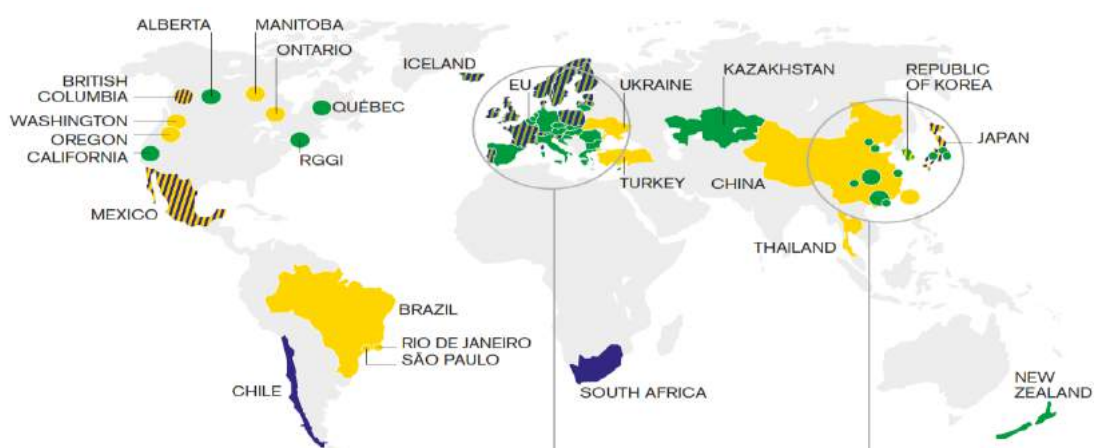 ALBERTA
MANITOBA
ONTARIO
BRITISH
COLUMBIA
WASHINGTON
OREGON
CALIFORNIA
QUÉBEC
RGGI
MEXICO
ICELAND
EU
UKRAINE
TURKEY
KAZAKHSTAN
REPUBLIC
OF KOREA
JAPAN
CHINA
THAILAND
BRAZIL
RIO DE JANEIRO
SÃO PAULO
CHILE
SOUTH AFRICA
NEW
ZEALAND